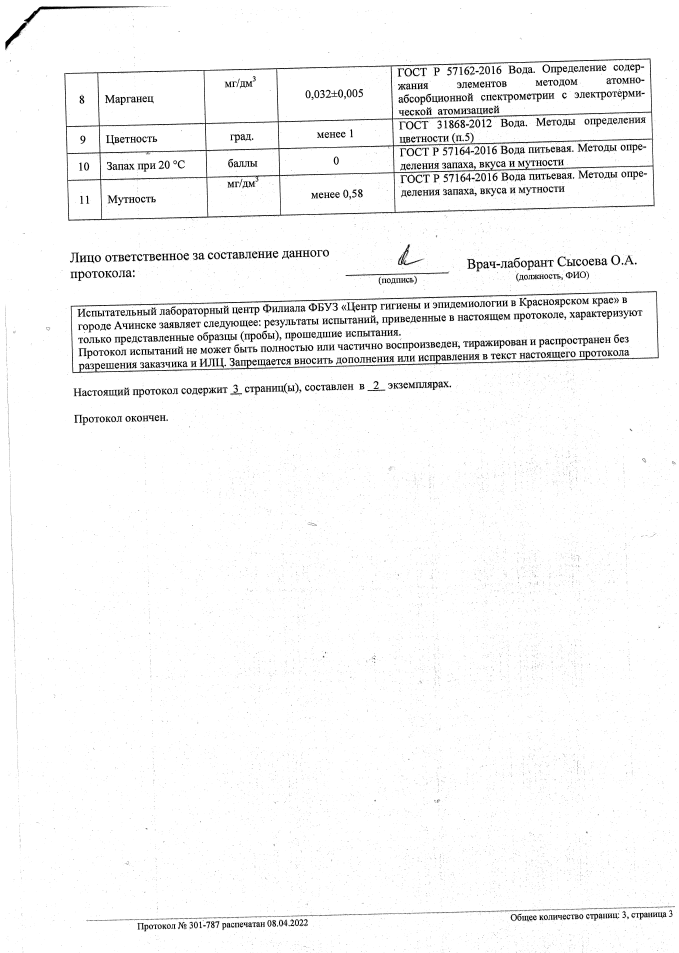 8 Марганец мг/дм³ 0,032±0,005 ГОСТ Р 57162-2016 Вода. Определение содер-
жания элементов методом атомно-
абсорбционной спектрометрии с электротерми-
ческой атомизацией
9 Цветность град. менее 1 ГОСТ 31868-2012 Вода. Методы определения
цветности (п.5)
10 Запах при 20 °С баллы 0 ГОСТ Р 57164-2016 Вода питьевая. Методы опре-
деления запаха, вкуса и мутности
11 Мутность мг/дм³ менее 0,58 ГОСТ Р 57164-2016 Вода питьевая. Методы опре-
деления запаха, вкуса и мутности
Лицо ответственное за составление данного
протокола:
(подпись)
Врач-лаборант Сысоева О.А.
(должность, ФИО)
Испытательный лабораторный центр Филиала ФБУЗ «Центр гигиены и эпидемиологии в Красноярском крае» в
городе Ачинске заявляет следующее: результаты испытаний, приведенные в настоящем протоколе, характеризуют
только представленные образцы (пробы), прошедшие испытания.
Протокол испытаний не может быть полностью или частично воспроизведен, тиражирован и распространен без
разрешения заказчика и ИЛЦ. Запрещается вносить дополнения или исправления в текст настоящего протокола
Настоящий протокол содержит 3 страниц(ы), составлен в 2 экземплярах.
Протокол окончен.
Протокол № 301-787 распечатан 08.04.2022
Общее количество страниц: 3, страница 3